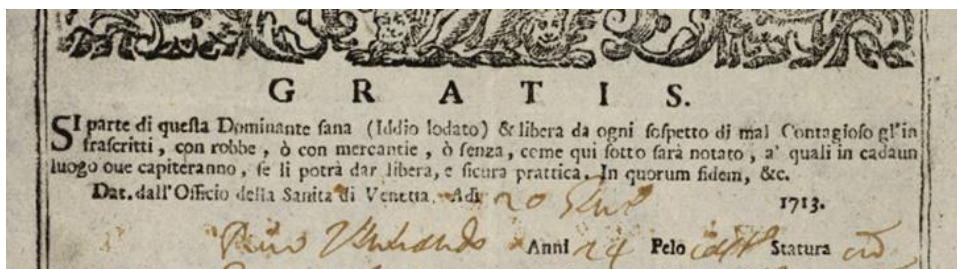 GRATIS.
SI parte di queſta Dominante ſana (Iddio lodato) & libera da ogni ſoſpetto di mal Contagioſo gl'in
fraſcritti, con robbe, ò con mercantie, ò ſenza, come qui ſotto ſarà notato, a' quali in cadaun
luogo oue capiteranno, ſe li potrà dar libera, e ſicura prattica. In quorum fidem, &c.
Dat. dall'Officio della Sanità di Venetia. Adì 20 1713.
Anni Pelo Statura